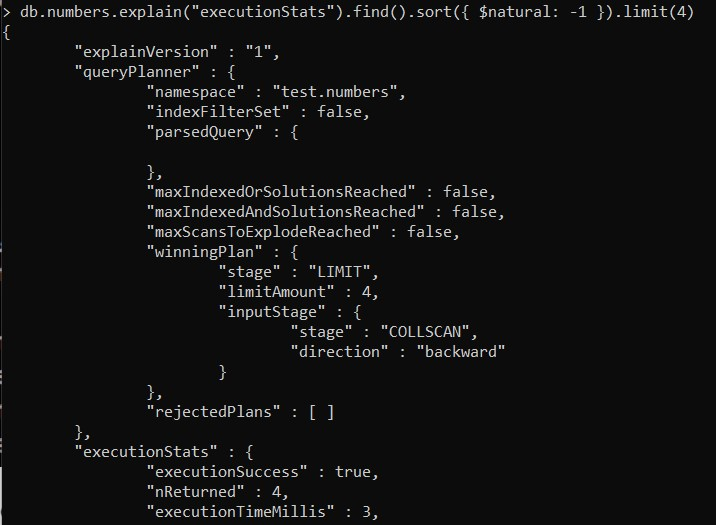 > db.numbers.explain("executionStats").find().sort({ $natural: -1 }).limit(4)
{
"explainVersion" : "1",
"queryPlanner" : {
"namespace" : "test.numbers",
"indexFilterSet" : false,
"parsedQuery" : {
},
"maxIndexedOrSolutionsReached" : false,
"maxIndexedAndSolutionsReached" : false,
"maxScansToExplodeReached" : false,
"winningPlan" : {
"stage" : "LIMIT",
"limitAmount" : 4,
"inputStage" : {
"stage" : "COLLSCAN",
"direction" : "backward"
}
},
"rejectedPlans" : [ ]
},
"executionStats" : {
"executionSuccess" : true,
"nReturned" : 4,
"executionTimeMillis" : 3,